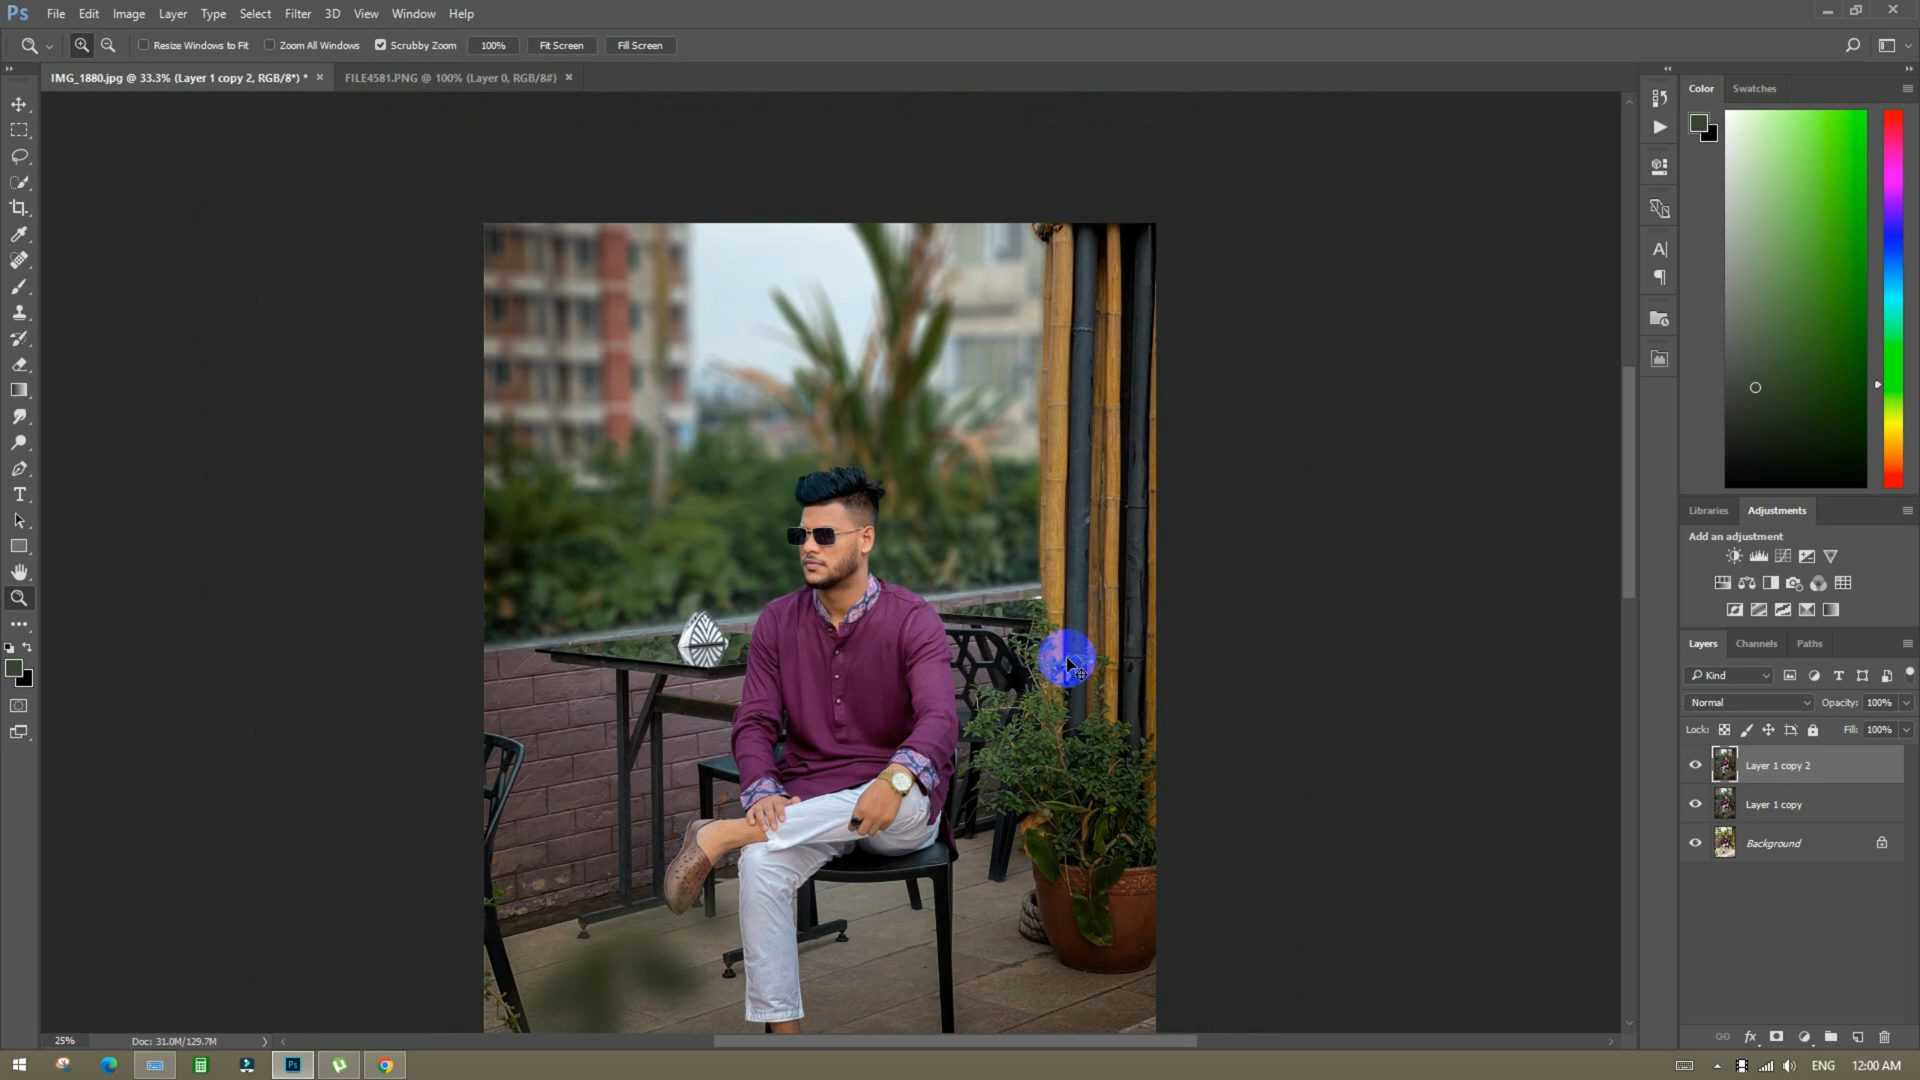 Ps File Edit Image Layer Type Select Filter 3D View Window Help
Resize Windows to Fit Zoom All Windows Scrubby Zoom 100% Fit Screen Fill Screen
IMG_1880.jpg @ 33.3% (Layer 1 copy 2, RGB/8*) * × FILE4581.PNG @ 100% (Layer 0, RGB/8#) ×
Color Swatches
Libraries Adjustments
Add an adjustment
Layers Channels Paths
Kind
Normal Opacity: 100%
Lock: Fill: 100%
Layer 1 copy 2
Layer 1 copy
Background
25% Doc: 31.0M/129.7M
Ps ENG 12:00 AM